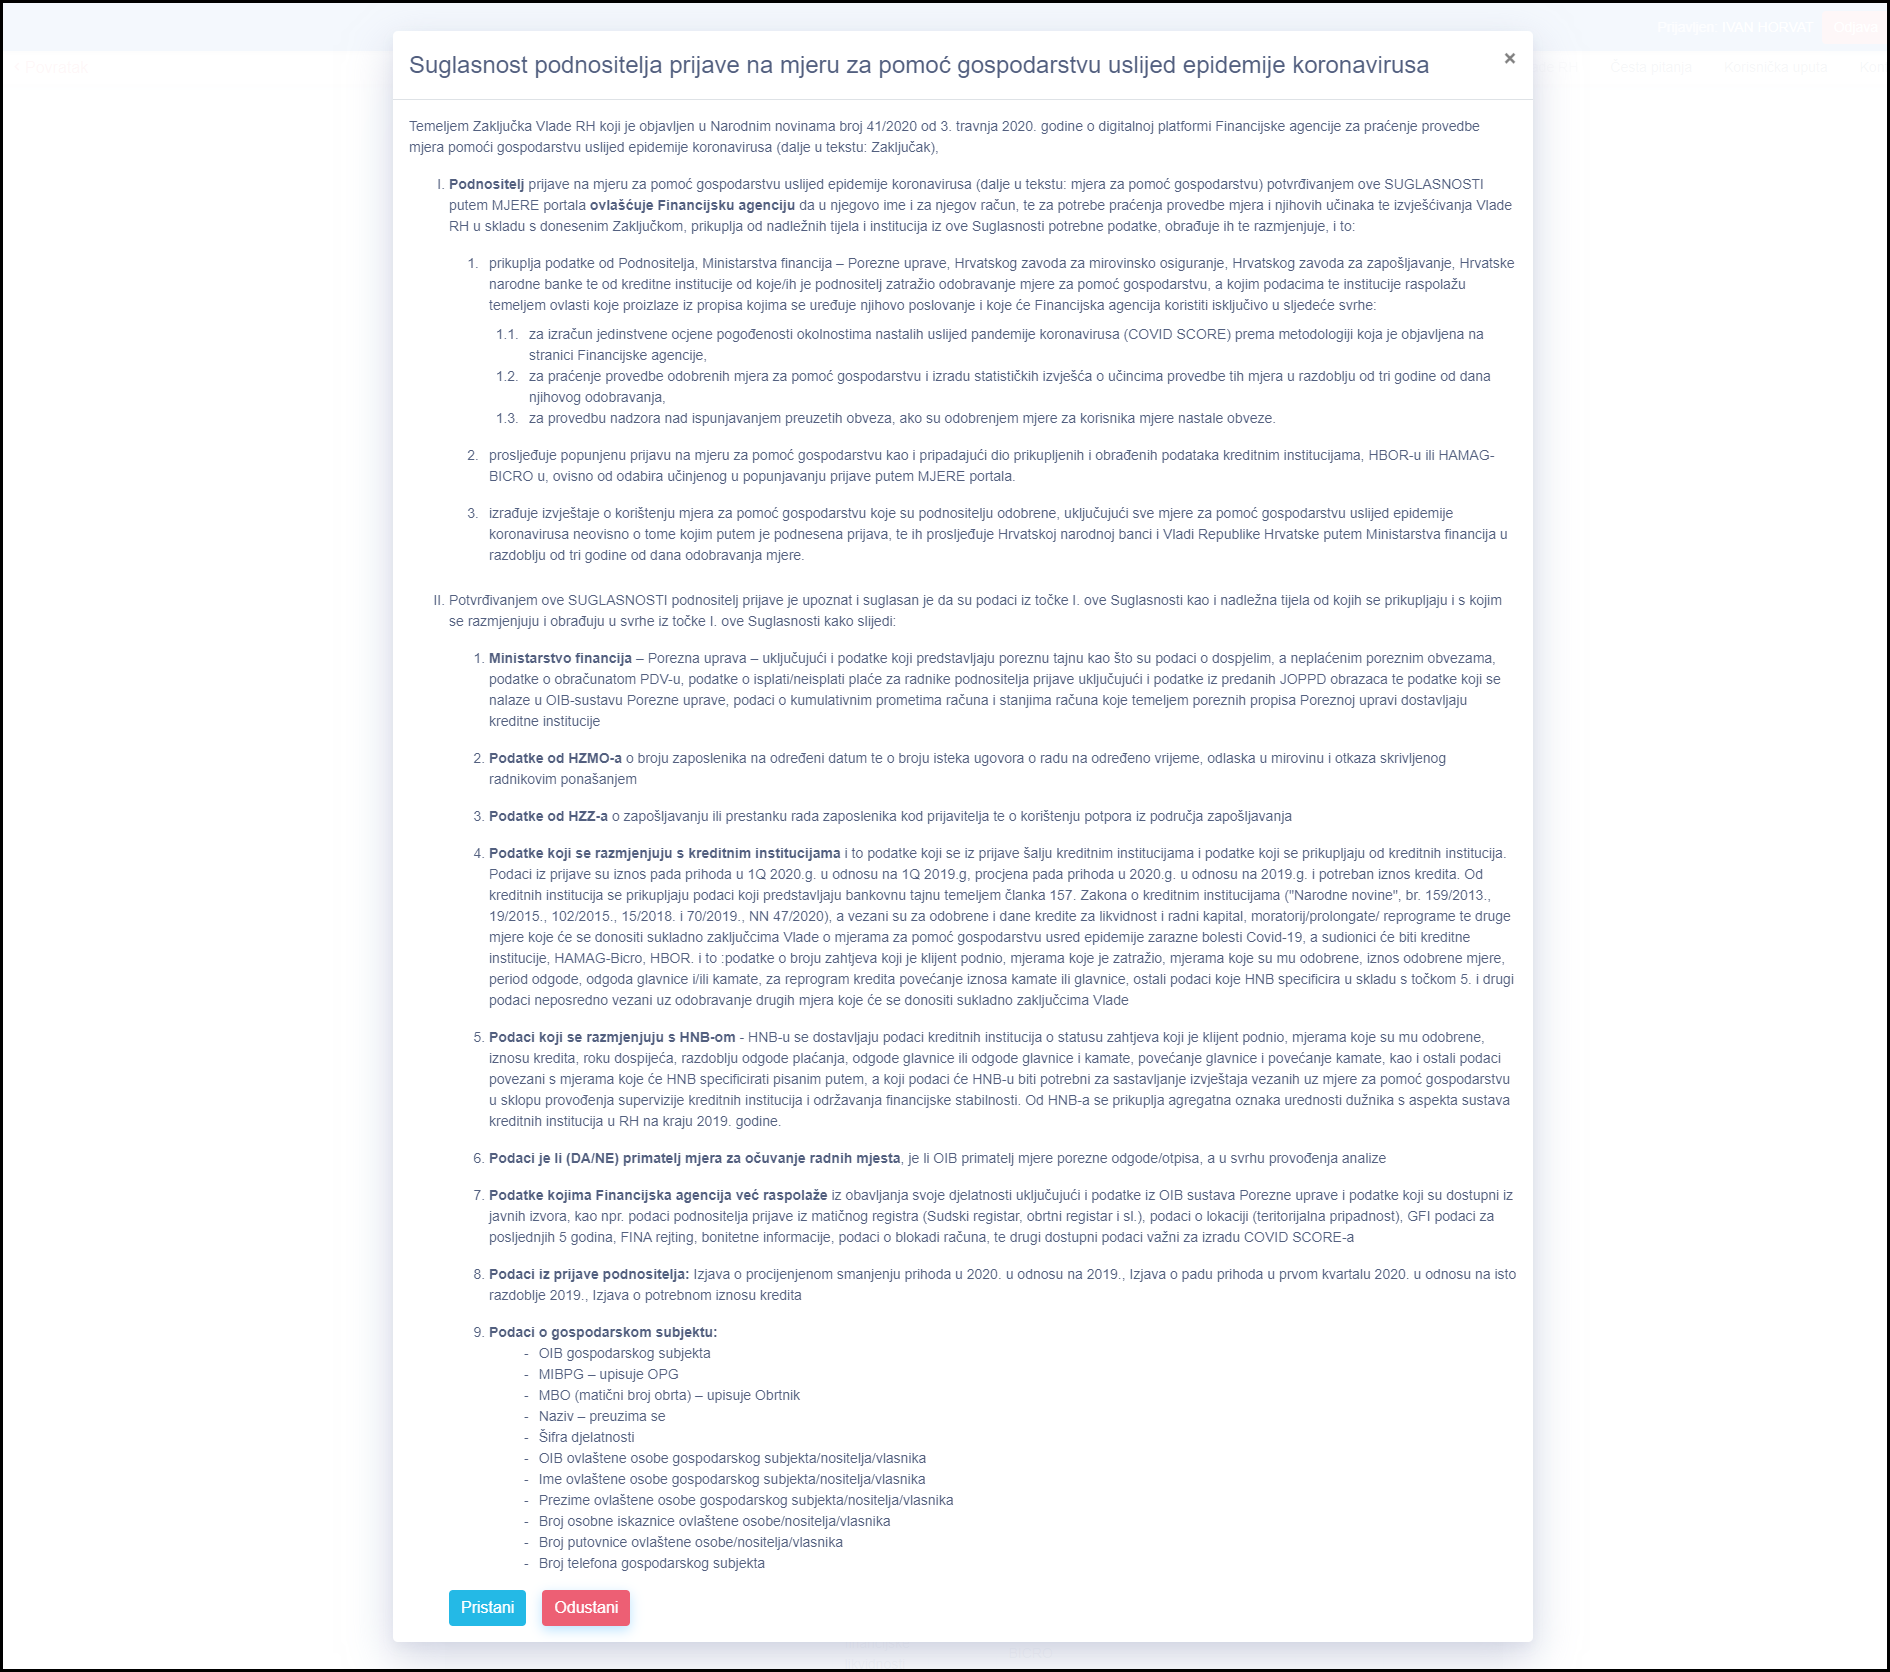 Prijavljen: IVAN HORVAT
Privratak
Česta pitanja
Korisnička uputa
Suglasnost podnositelja prijave na mjeru za pomoć gospodarstvu uslijed epidemije koronavirusa
×
Temeljem Zaključka Vlade RH koji je objavljen u Narodnim novinama broj 41/2020 od 3. travnja 2020. godine o digitalnoj platformi Financijske agencije za praćenje provedbe
mjera pomoći gospodarstvu uslijed epidemije koronavirusa (dalje u tekstu: Zaključak),
I. Podnositelj prijave na mjeru za pomoć gospodarstvu uslijed epidemije koronavirusa (dalje u tekstu: mjera za pomoć gospodarstvu) potvrđivanjem ove SUGLASNOSTI
putem MJERE portala ovlašćuje Financijsku agenciju da u njegovo ime i za njegov račun, te za potrebe praćenja provedbe mjera i njihovih učinaka te izvješćivanja Vlade
RH u skladu s donesenim Zaključkom, prikuplja od nadležnih tijela i institucija iz ove Suglasnosti potrebne podatke, obrađuje ih te razmjenjuje, i to:
1. prikuplja podatke od Podnositelja, Ministarstva financija – Porezne uprave, Hrvatskog zavoda za mirovinsko osiguranje, Hrvatskog zavoda za zapošljavanje, Hrvatske
narodne banke te od kreditne institucije od koje/ih je podnositelj zatražio odobravanje mjere za pomoć gospodarstvu, a kojim podacima te institucije raspolažu
temeljem ovlasti koje proizlaze iz propisa kojima se uređuje njihovo poslovanje i koje će Financijska agencija koristiti isključivo u sljedeće svrhe:
1.1. za izračun jedinstvene ocjene pogođenosti okolnostima nastalih uslijed pandemije koronavirusa (COVID SCORE) prema metodologiji koja je objavljena na
stranici Financijske agencije,
1.2. za praćenje provedbe odobrenih mjera za pomoć gospodarstvu i izradu statističkih izvješća o učincima provedbe tih mjera u razdoblju od tri godine od dana
njihovog odobravanja,
1.3. za provedbu nadzora nad ispunjavanjem preuzetih obveza, ako su odobrenjem mjere za korisnika mjere nastale obveze.
2. prosljeđuje popunjenu prijavu na mjeru za pomoć gospodarstvu kao i pripadajući dio prikupljenih i obrađenih podataka kreditnim institucijama, HBOR-u ili HAMAG-
BICRO u, ovisno od odabira učinjenog u popunjavanju prijave putem MJERE portala.
3. izrađuje izvještaje o korištenju mjera za pomoć gospodarstvu koje su podnositelju odobrene, uključujući sve mjere za pomoć gospodarstvu uslijed epidemije
koronavirusa neovisno o tome kojim putem je podnesena prijava, te ih prosljeđuje Hrvatskoj narodnoj banci i Vladi Republike Hrvatske putem Ministarstva financija u
razdoblju od tri godine od dana odobravanja mjere.
II. Potvrđivanjem ove SUGLASNOSTI podnositelj prijave je upoznat i suglasan je da su podaci iz točke I. ove Suglasnosti kao i nadležna tijela od kojih se prikupljaju i s kojim
se razmjenjuju i obrađuju u svrhe iz točke I. ove Suglasnosti kako slijedi:
1. Ministarstvo financija – Porezna uprava – uključujući i podatke koji predstavljaju poreznu tajnu kao što su podaci o dospjelim, a neplaćenim poreznim obvezama,
podatke o obračunatom PDV-u, podatke o isplati/neisplati plaće za radnike podnositelja prijave uključujući i podatke iz predanih JOPPD obrazaca te podatke koji se
nalaze u OIB-sustavu Porezne uprave, podaci o kumulativnim prometima računa i stanjima računa koje temeljem poreznih propisa Poreznoj upravi dostavljaju
kreditne institucije
2. Podatke od HZMO-a o broju zaposlenika na određeni datum te o broju isteka ugovora o radu na određeno vrijeme, odlaska u mirovinu i otkaza skrivljenog
radnikovim ponašanjem
3. Podatke od HZZ-a o zapošljavanju ili prestanku rada zaposlenika kod prijavitelja te o korištenju potpora iz područja zapošljavanja
4. Podatke koji se razmjenjuju s kreditnim institucijama i to podatke koji se iz prijave šalju kreditnim institucijama i podatke koji se prikupljaju od kreditnih institucija.
Podaci iz prijave su iznos pada prihoda u 1Q 2020.g. u odnosu na 1Q 2019.g, procjena pada prihoda u 2020.g. u odnosu na 2019.g. i potreban iznos kredita. Od
kreditnih institucija se prikupljaju podaci koji predstavljaju bankovnu tajnu temeljem članka 157. Zakona o kreditnim institucijama ("Narodne novine", br. 159/2013.,
19/2015., 102/2015., 15/2018. i 70/2019., NN 47/2020), a vezani su za odobrene i dane kredite za likvidnost i radni kapital, moratorij/prolongate/ reprograme te druge
mjere koje će se donositi sukladno zaključcima Vlade o mjerama za pomoć gospodarstvu usred epidemije zarazne bolesti Covid-19, a sudionici će biti kreditne
institucije, HAMAG-Bicro, HBOR. i to :podatke o broju zahtjeva koji je klijent podnio, mjerama koje je zatražio, mjerama koje su mu odobrene, iznos odobrene mjere,
period odgode, odgoda glavnice i/ili kamate, za reprogram kredita povećanje iznosa kamate ili glavnice, ostali podaci koje HNB specificira u skladu s točkom 5. i drugi
podaci neposredno vezani uz odobravanje drugih mjera koje će se donositi sukladno zaključcima Vlade
5. Podaci koji se razmjenjuju s HNB-om - HNB-u se dostavljaju podaci kreditnih institucija o statusu zahtjeva koji je klijent podnio, mjerama koje su mu odobrene,
iznosu kredita, roku dospijeća, razdoblju odgode plaćanja, odgode glavnice ili odgode glavnice i kamate, povećanje glavnice i povećanje kamate, kao i ostali podaci
povezani s mjerama koje će HNB specificirati pisanim putem, a koji podaci će HNB-u biti potrebni za sastavljanje izvještaja vezanih uz mjere za pomoć gospodarstvu
u sklopu provođenja supervizije kreditnih institucija i održavanja financijske stabilnosti. Od HNB-a se prikuplja agregatna oznaka urednosti dužnika s aspekta sustava
kreditnih institucija u RH na kraju 2019. godine.
6. Podaci je li (DA/NE) primatelj mjera za očuvanje radnih mjesta, je li OIB primatelj mjere porezne odgode/otpisa, a u svrhu provođenja analize
7. Podatke kojima Financijska agencija već raspolaže iz obavljanja svoje djelatnosti uključujući i podatke iz OIB sustava Porezne uprave i podatke koji su dostupni iz
javnih izvora, kao npr. podaci podnositelja prijave iz matičnog registra (Sudski registar, obrtni registar i sl.), podaci o lokaciji (teritorijalna pripadnost), GFI podaci za
posljednjih 5 godina, FINA rejting, bonitetne informacije, podaci o blokadi računa, te drugi dostupni podaci važni za izradu COVID SCORE-a
8. Podaci iz prijave podnositelja: Izjava o procijenjenom smanjenju prihoda u 2020. u odnosu na 2019., Izjava o padu prihoda u prvom kvartalu 2020. u odnosu na isto
razdoblje 2019., Izjava o potrebnom iznosu kredita
9. Podaci o gospodarskom subjektu:
- OIB gospodarskog subjekta
- MIBPG – upisuje OPG
- MBO (matični broj obrta) – upisuje Obrtnik
- Naziv – preuzima se
- Šifra djelatnosti
- OIB ovlaštene osobe gospodarskog subjekta/nositelja/vlasnika
- Ime ovlaštene osobe gospodarskog subjekta/nositelja/vlasnika
- Prezime ovlaštene osobe gospodarskog subjekta/nositelja/vlasnika
- Broj osobne iskaznice ovlaštene osobe/nositelja/vlasnika
- Broj putovnice ovlaštene osobe/nositelja/vlasnika
- Broj telefona gospodarskog subjekta
Pristani
Odustani